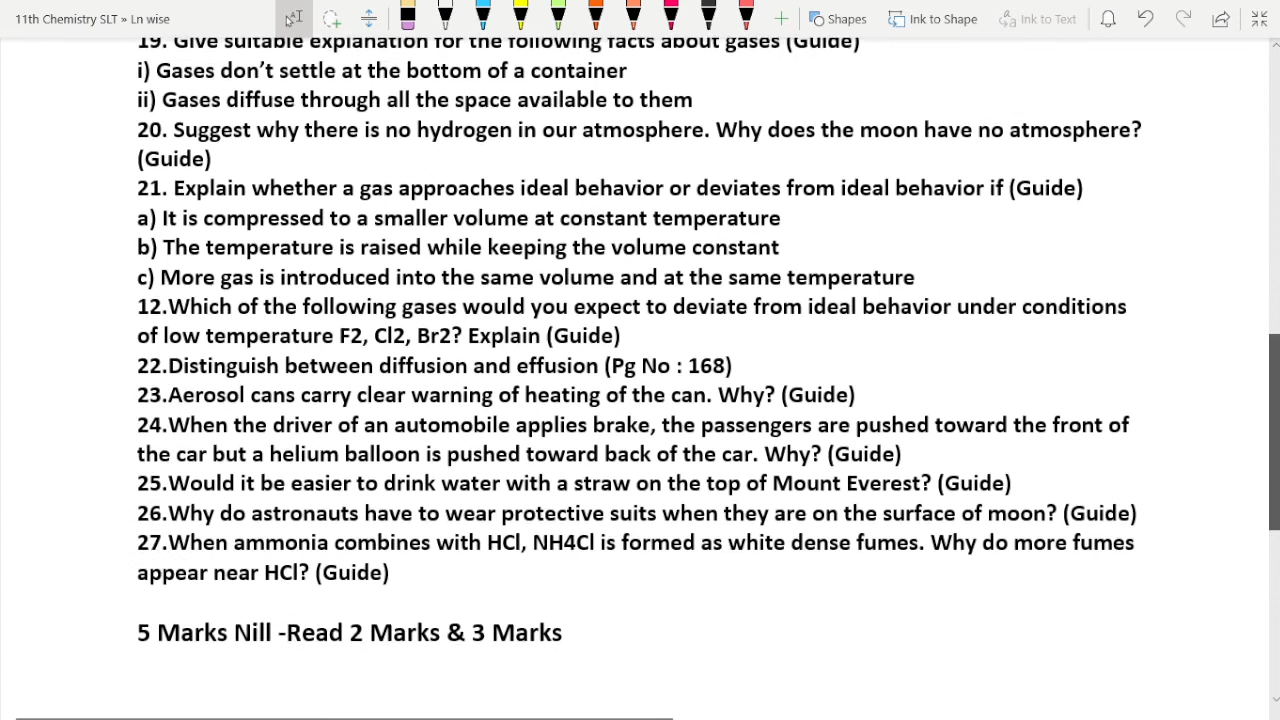 11th Chemistry SLT » Ln wise
Shapes
Ink to Shape
Ink to Text
19. Give suitable explanation for the following facts about gases (Guide)
i) Gases don’t settle at the bottom of a container
ii) Gases diffuse through all the space available to them
20. Suggest why there is no hydrogen in our atmosphere. Why does the moon have no atmosphere?
(Guide)
21. Explain whether a gas approaches ideal behavior or deviates from ideal behavior if (Guide)
a) It is compressed to a smaller volume at constant temperature
b) The temperature is raised while keeping the volume constant
c) More gas is introduced into the same volume and at the same temperature
12.Which of the following gases would you expect to deviate from ideal behavior under conditions
of low temperature F2, Cl2, Br2? Explain (Guide)
22.Distinguish between diffusion and effusion (Pg No : 168)
23.Aerosol cans carry clear warning of heating of the can. Why? (Guide)
24.When the driver of an automobile applies brake, the passengers are pushed toward the front of
the car but a helium balloon is pushed toward back of the car. Why? (Guide)
25.Would it be easier to drink water with a straw on the top of Mount Everest? (Guide)
26.Why do astronauts have to wear protective suits when they are on the surface of moon? (Guide)
27.When ammonia combines with HCl, NH4Cl is formed as white dense fumes. Why do more fumes
appear near HCl? (Guide)
5 Marks Nill -Read 2 Marks & 3 Marks